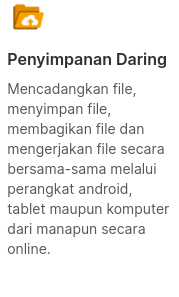 Penyimpanan Daring
Mencadangkan file,
menyimpan file,
membagikan file dan
mengerjakan file secara
bersama-sama melalui
perangkat android,
tablet maupun komputer
dari manapun secara
online.